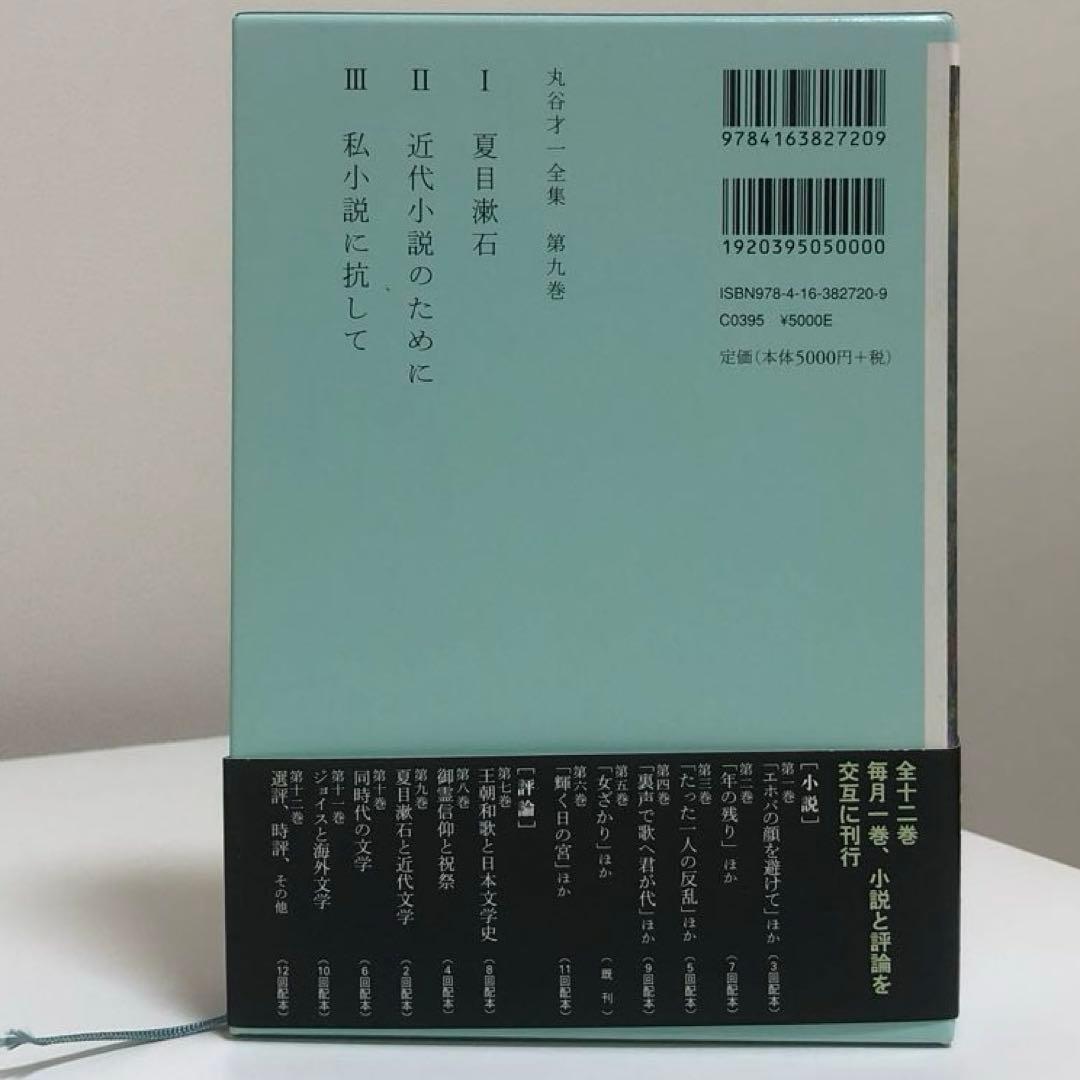 9784163827209
1920395050000
ISBN978-4-16-382720-9
C0395 ¥5000E
定価(本体5000円+税)
丸谷才一全集 第九巻
Ⅰ 夏目漱石
Ⅱ 近代小説のために
Ⅲ 私小説に抗して
全十二巻
毎月一巻、小説と評論を
交互に刊行
[小説]
第一巻
「エホバの顔を避けて」ほか (3回配本)
第二巻
「年の残り」ほか (7回配本)
第三巻
「たった一人の反乱」ほか (5回配本)
第四巻
「裏声で歌へ君が代」ほか (9回配本)
第五巻
「女ざかり」ほか (既刊)
第六巻
「輝く日の宮」ほか (11回配本)
[評論]
第七巻
王朝和歌と日本文学史 (8回配本)
第八巻
御霊信仰と祝祭 (4回配本)
第九巻
夏目漱石と近代文学 (2回配本)
第十巻
同時代の文学 (6回配本)
第十一巻
ジョイスと海外文学 (10回配本)
第十二巻
選評、時評、その他 (12回配本)